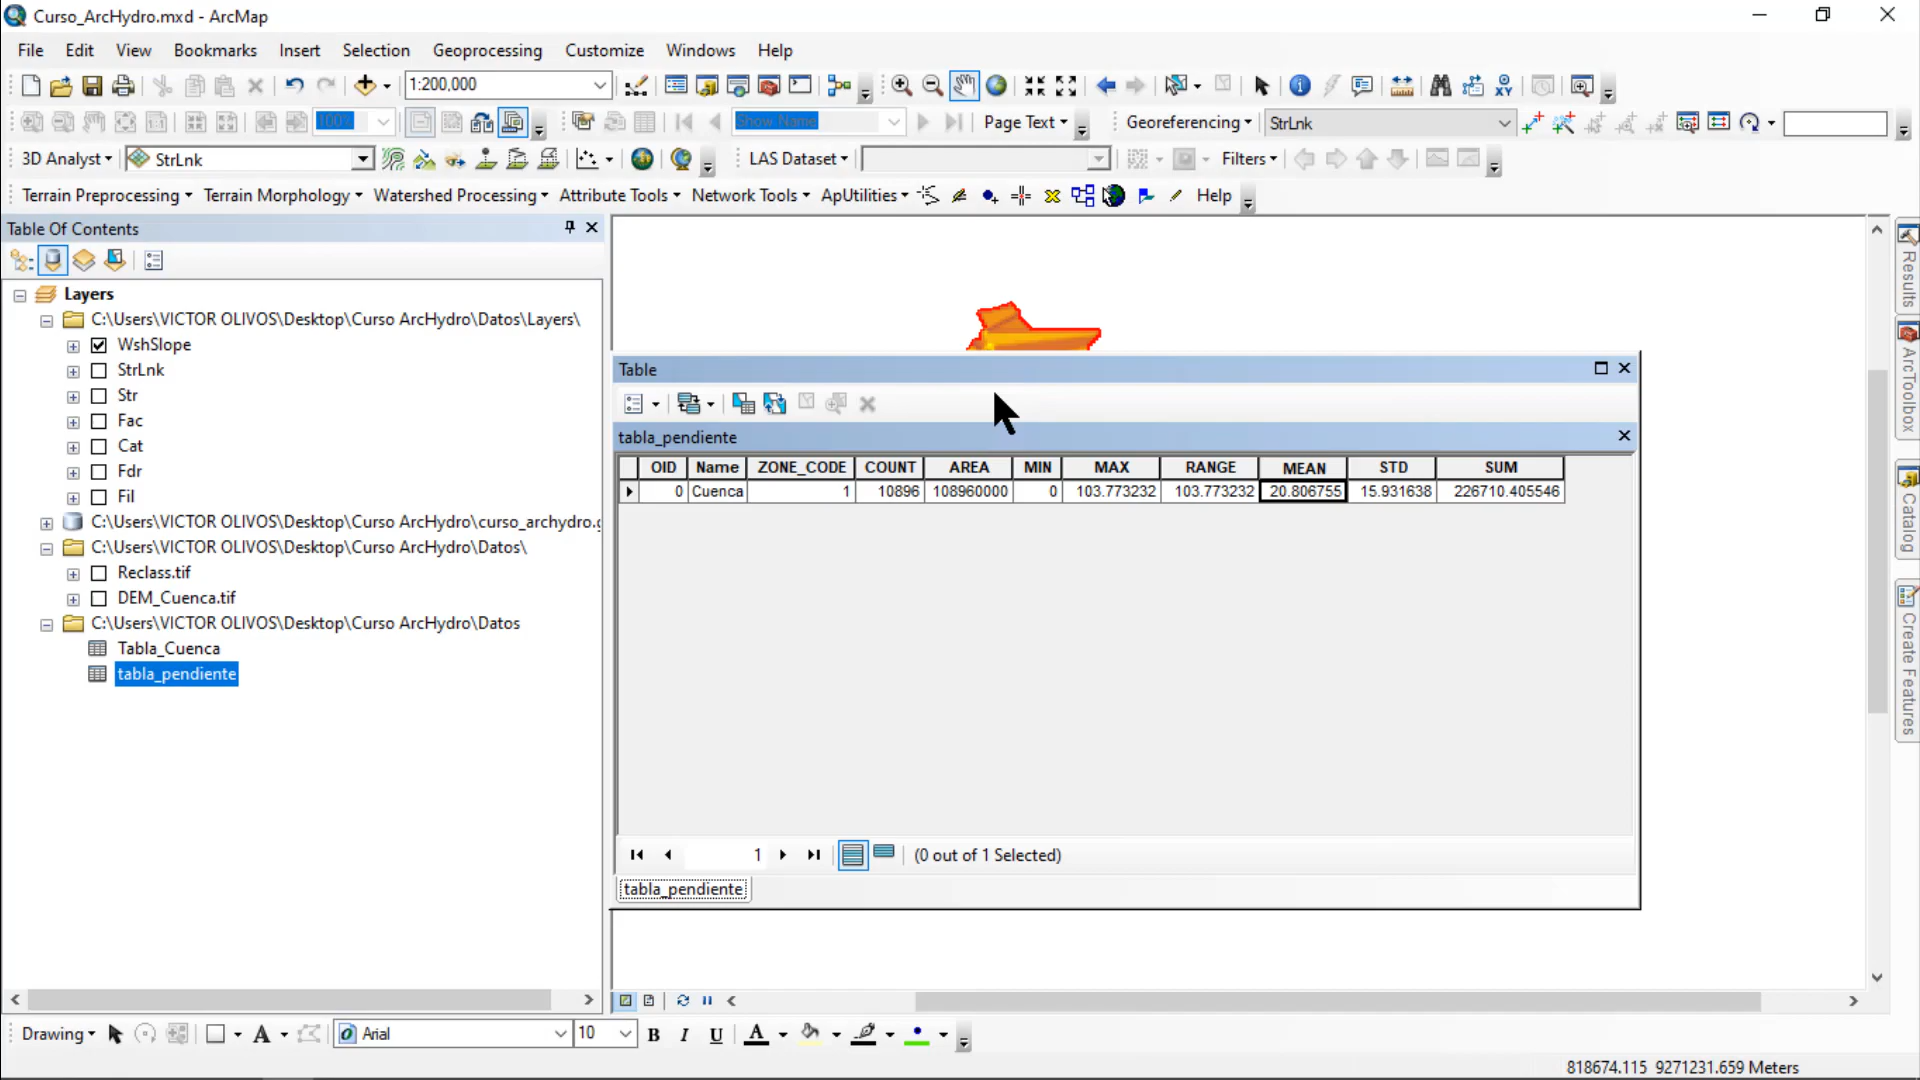 Curso_ArcHydro.mxd - ArcMap
File Edit View Bookmarks Insert Selection Geoprocessing Customize Windows Help
1:200,000
100% Show Name Page Text Georeferencing StrLnk
3D Analyst StrLnk LAS Dataset Filters
Terrain Preprocessing Terrain Morphology Watershed Processing Attribute Tools Network Tools ApUtilities Help
Table Of Contents
Layers
C:\Users\VICTOR OLIVOS\Desktop\Curso ArcHydro\Datos\Layers\
WshSlope
StrLnk
Str
Fac
Cat
Fdr
Fil
C:\Users\VICTOR OLIVOS\Desktop\Curso ArcHydro\curso_archydro.g
C:\Users\VICTOR OLIVOS\Desktop\Curso ArcHydro\Datos\
Reclass.tif
DEM_Cuenca.tif
C:\Users\VICTOR OLIVOS\Desktop\Curso ArcHydro\Datos
Tabla_Cuenca
tabla_pendiente
Table
tabla_pendiente
OID Name ZONE_CODE COUNT AREA MIN MAX RANGE MEAN STD SUM
0 Cuenca 1 10896 108960000 0 103.773232 103.773232 20.806755 15.931638 226710.405546
1 (0 out of 1 Selected)
tabla_pendiente
Results
ArcToolbox
Catalog
Create Features
Drawing A Arial 10 B I U A
818674.115 9271231.659 Meters